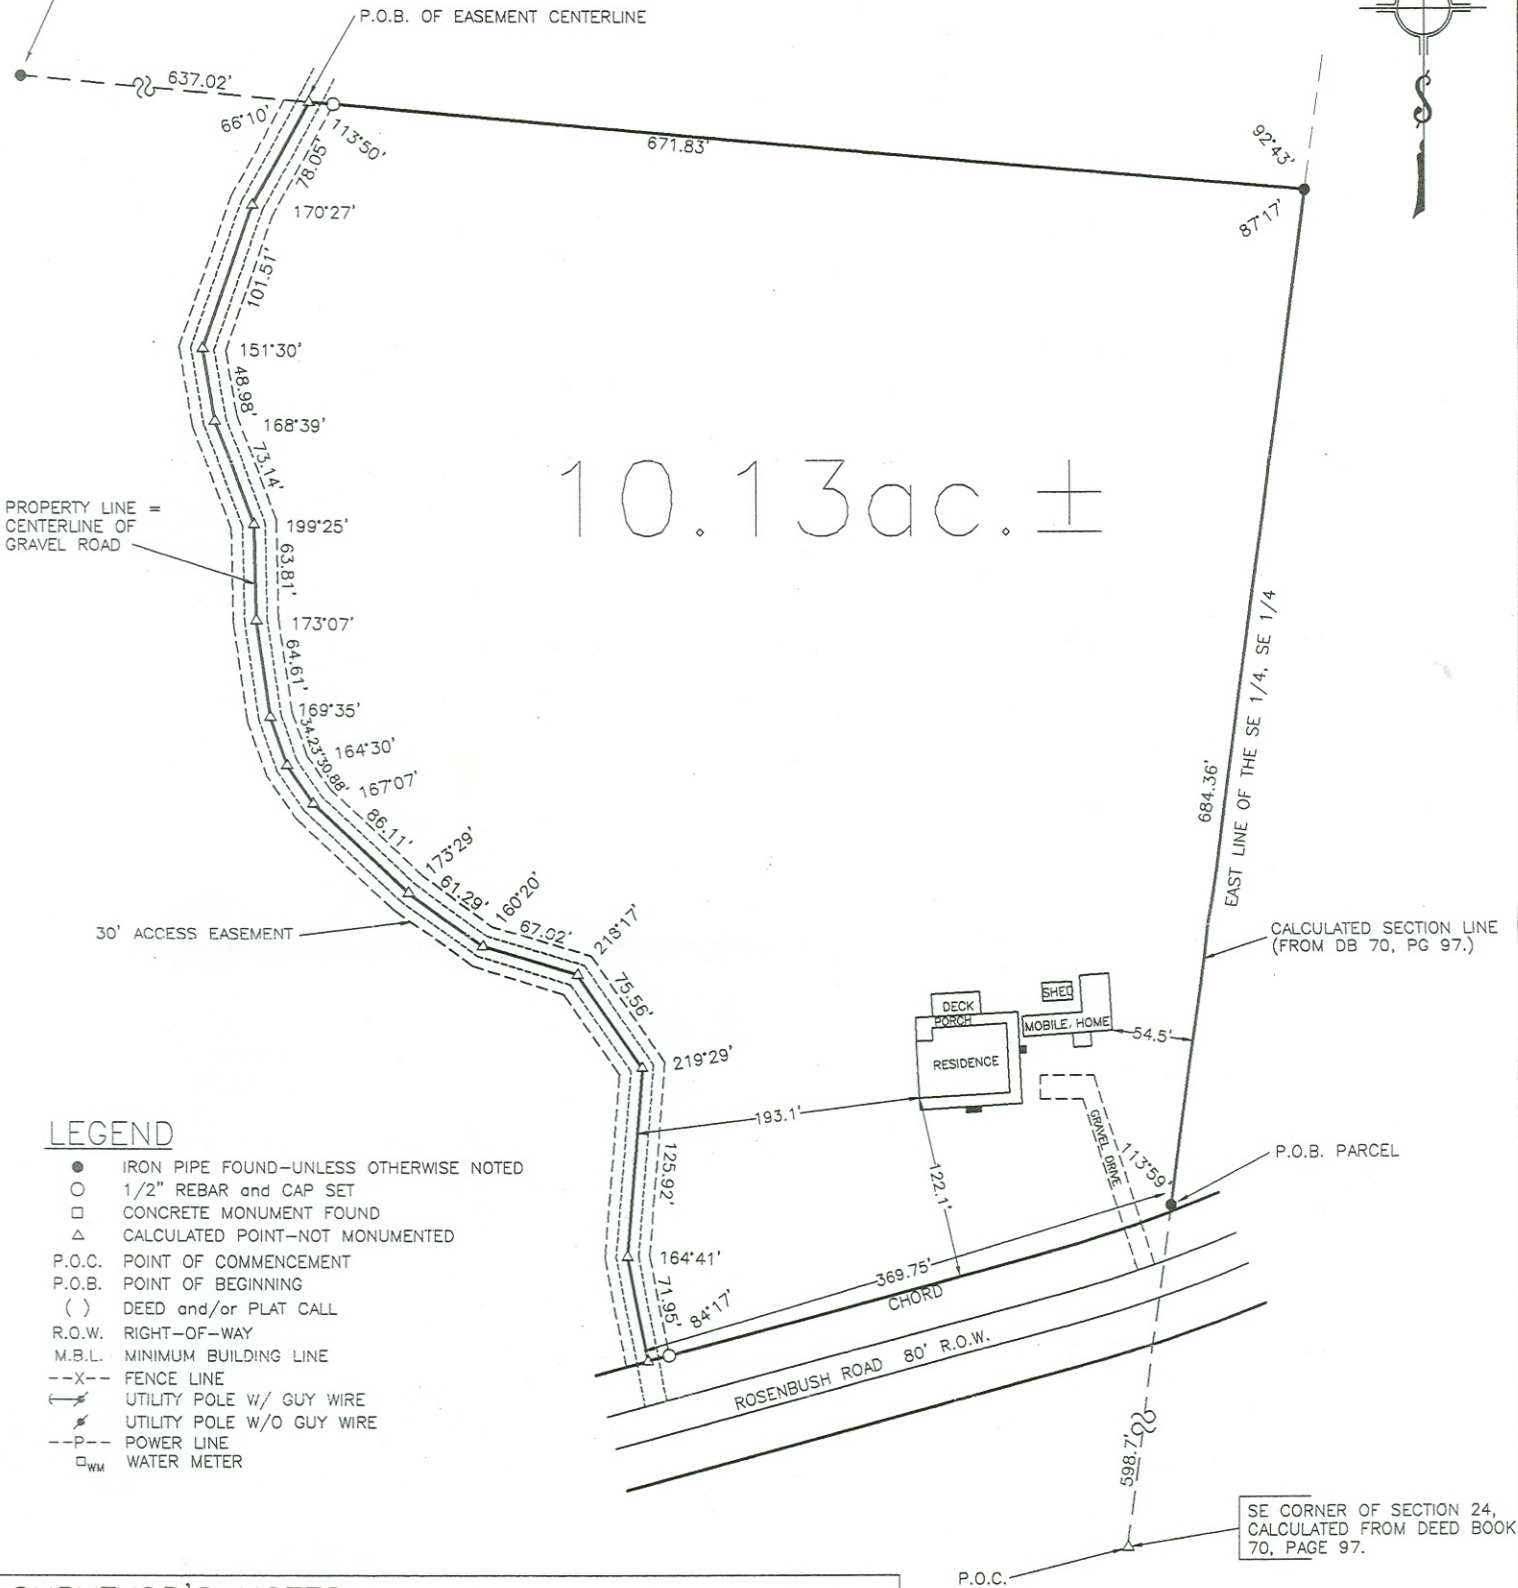 P.O.B. OF EASEMENT CENTERLINE
637.02'
66°10'
113°50'
671.83'
92°43'
87°17'
78.05'
170°27'
101.51'
151°30'
48.98'
168°39'
73.14'
10.13ac.±
PROPERTY LINE =
CENTERLINE OF
GRAVEL ROAD
199°25'
63.81'
173°07'
64.61'
169°35'
34.23'
164°30'
30.88'
167°07'
86.11'
173°29'
61.29'
160°20'
67.02'
218°17'
75.56'
684.36'
EAST LINE OF THE SE 1/4, SE 1/4
30' ACCESS EASEMENT
CALCULATED SECTION LINE
(FROM DB 70, PG 97.)
DECK
PORCH
RESIDENCE
SHED
MOBILE HOME
54.5'
219°29'
193.1'
122.1'
GRAVEL DRIVE
113°59'
P.O.B. PARCEL
125.92'
164°41'
71.95'
84°17'
369.75'
CHORD
ROSENBUSH ROAD 80' R.O.W.
598.7'
LEGEND
IRON PIPE FOUND-UNLESS OTHERWISE NOTED
1/2" REBAR and CAP SET
CONCRETE MONUMENT FOUND
CALCULATED POINT-NOT MONUMENTED
P.O.C. POINT OF COMMENCEMENT
P.O.B. POINT OF BEGINNING
( ) DEED and/or PLAT CALL
R.O.W. RIGHT-OF-WAY
M.B.L. MINIMUM BUILDING LINE
--X-- FENCE LINE
UTILITY POLE W/ GUY WIRE
UTILITY POLE W/O GUY WIRE
--P-- POWER LINE
WM WATER METER
SE CORNER OF SECTION 24,
CALCULATED FROM DEED BOOK
70, PAGE 97.
P.O.C.